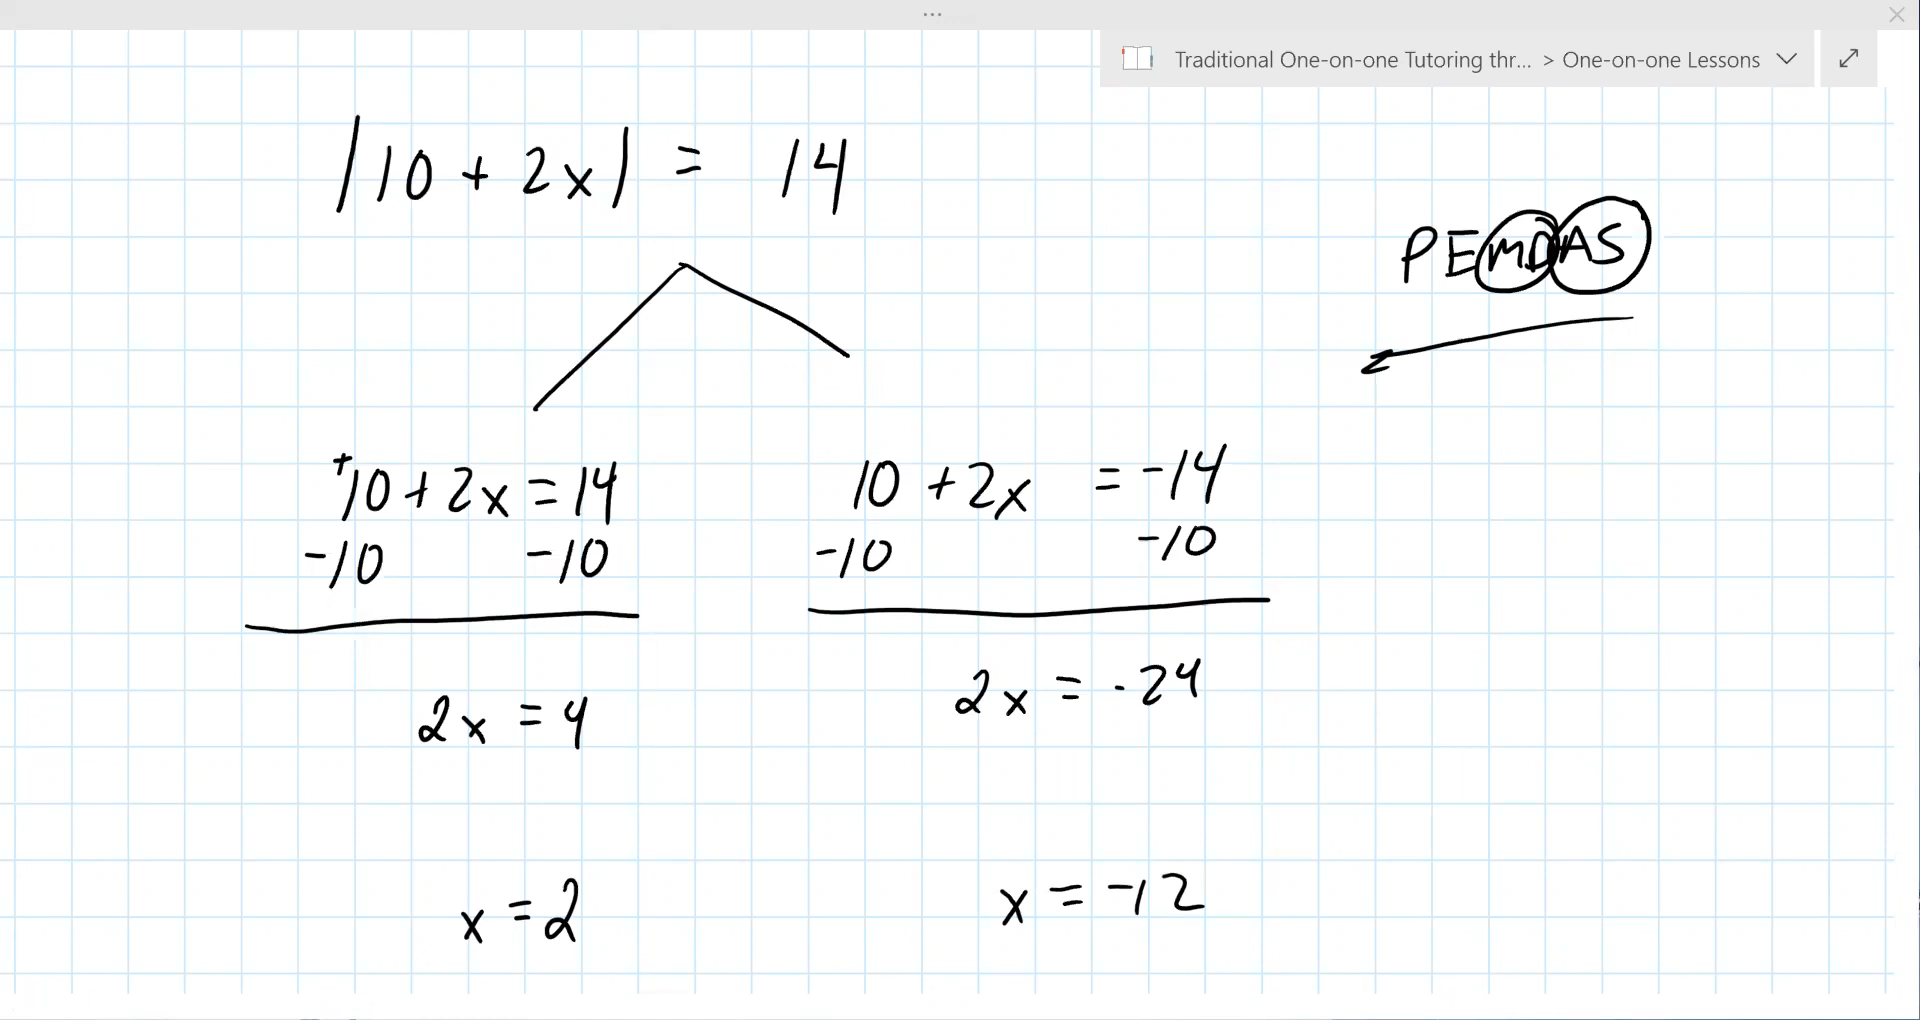 Traditional One-on-one Tutoring thr... > One-on-one Lessons
|10 + 2x| = 14
PEMDAS
+10 + 2x = 14
-10 -10
2x = 4
x = 2
10 + 2x = -14
-10 -10
2x = -24
x = -12